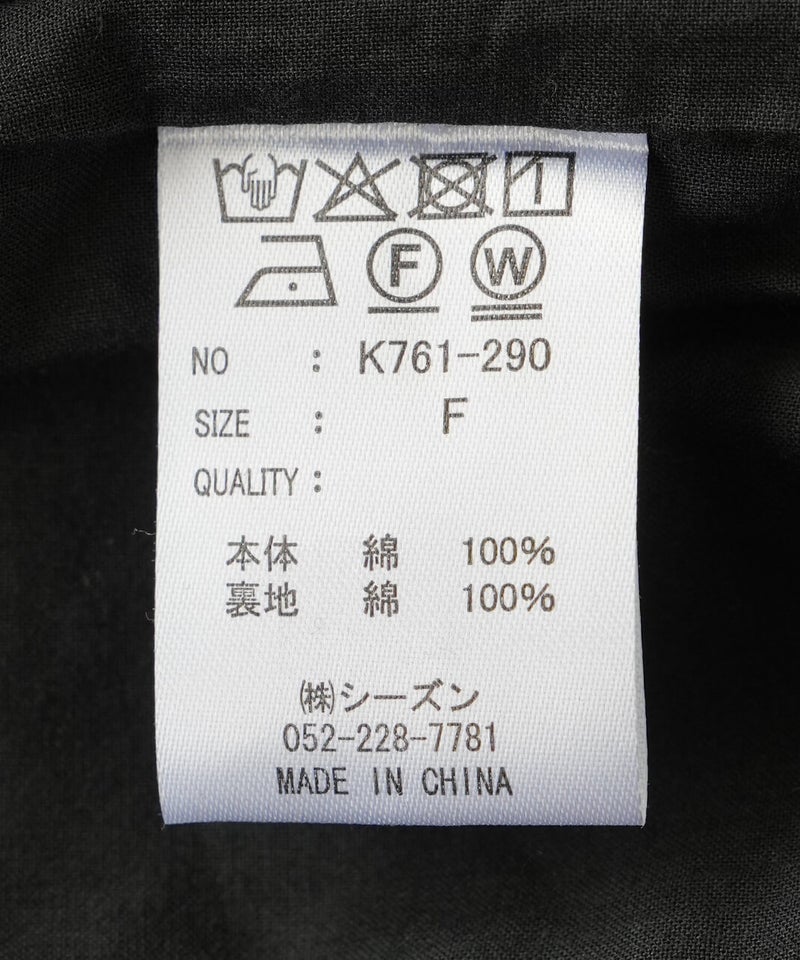 F W
NO : K761-290
SIZE : F
QUALITY :
本体 綿 100%
裏地 綿 100%
㈱シーズン
052-228-7781
MADE IN CHINA